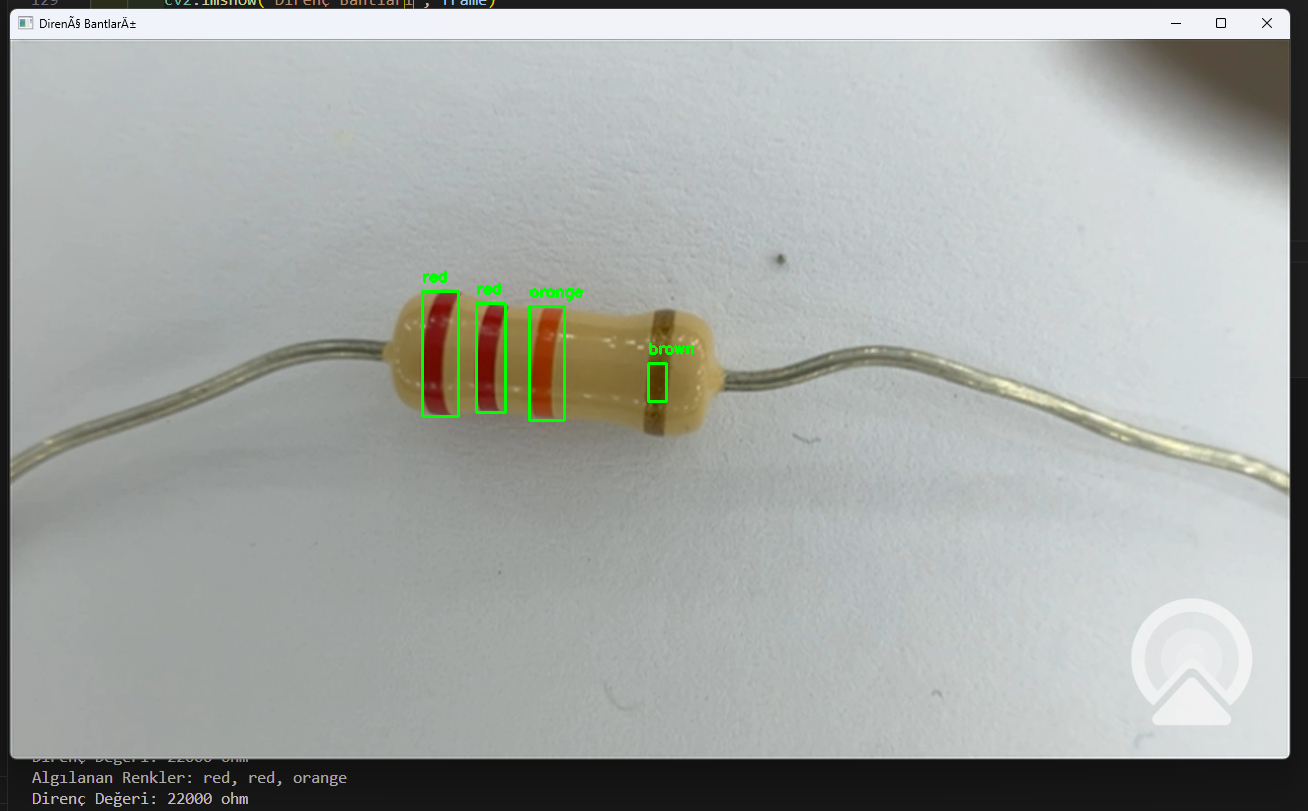 129 cv2.imshow("Direnç Bantları", frame)
Direnç BantlarÄ±
red
red
orange
brown
Direnç Değeri: 22000 ohm
Algılanan Renkler: red, red, orange
Direnç Değeri: 22000 ohm